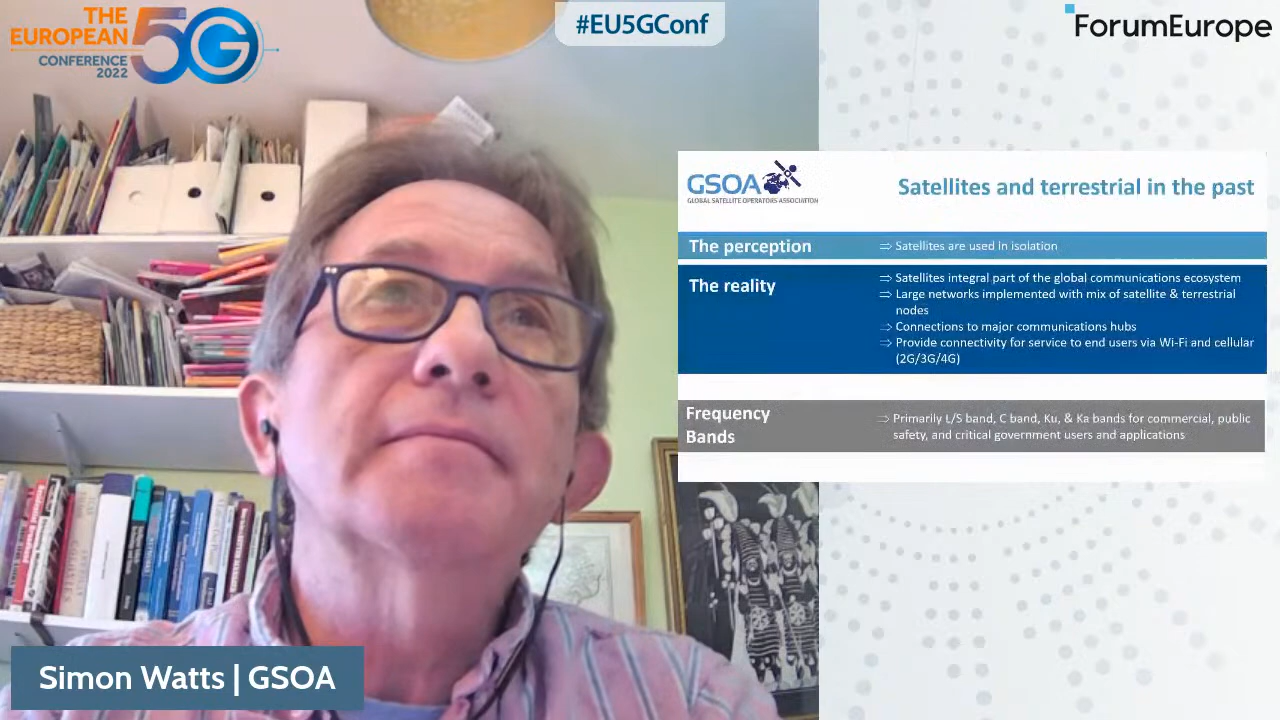 THE
EUROPEAN
CONFERENCE
2022
5G
#EU5GConf
ForumEurope
GSOA
GLOBAL SATELLITE OPERATORS ASSOCIATION
Satellites and terrestrial in the past
The perception
⇒ Satellites are used in isolation
The reality
⇒ Satellites integral part of the global communications ecosystem
⇒ Large networks implemented with mix of satellite & terrestrial
nodes
⇒ Connections to major communications hubs
⇒ Provide connectivity for service to end users via Wi-Fi and cellular
(2G/3G/4G)
Frequency
Bands
⇒ Primarily L/S band, C band, Ku, & Ka bands for commercial, public
safety, and critical government users and applications
Simon Watts | GSOA